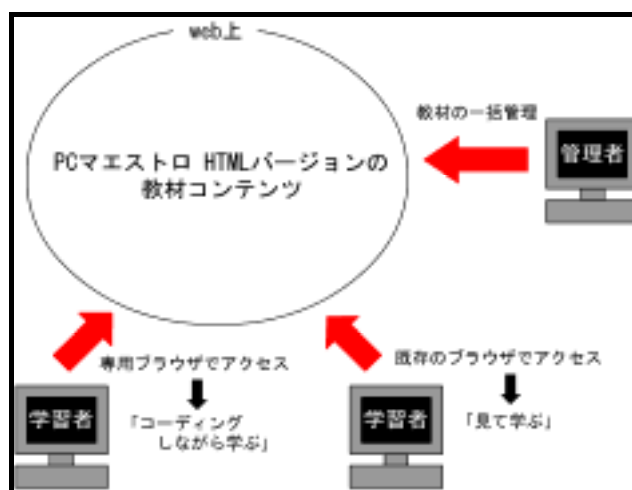 web上
教材の一括管理
管理者
PCマエストロ HTMLバージョンの
教材コンテンツ
専用ブラウザでアクセス
既存のブラウザでアクセス
学習者
「コーディング
しながら学ぶ」
学習者
「見て学ぶ」